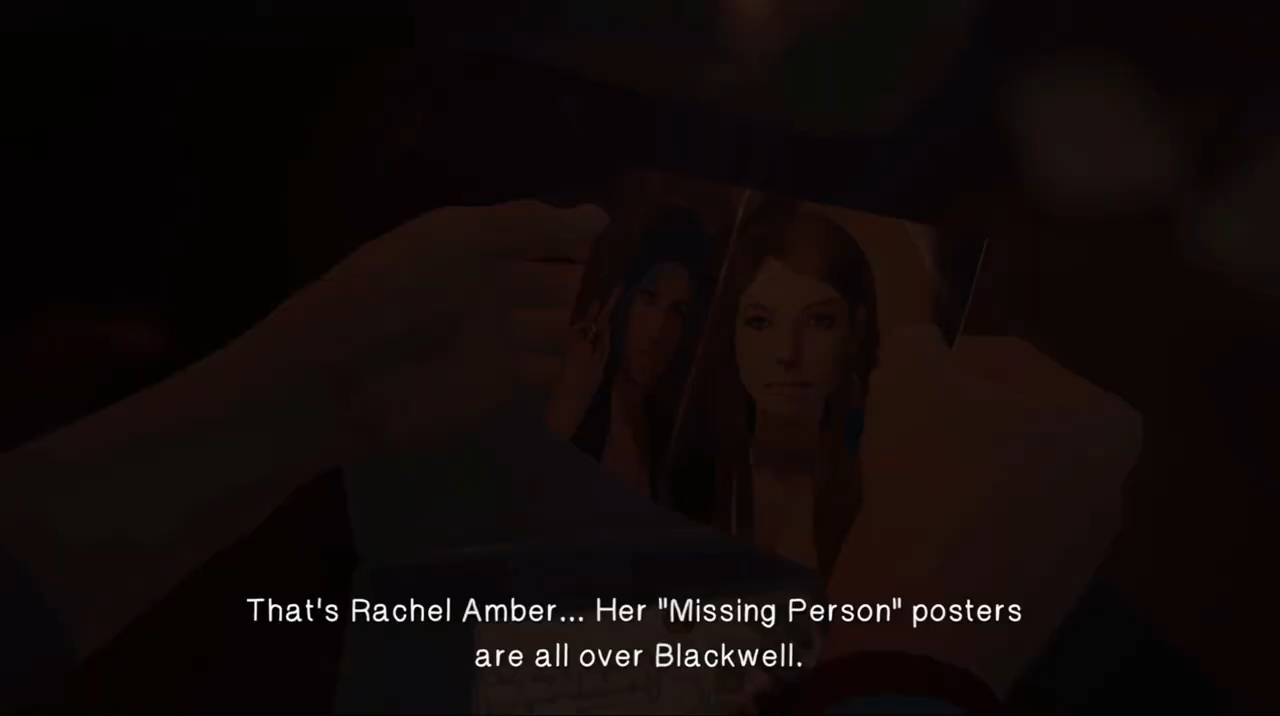 That's Rachel Amber... Her "Missing Person" posters
are all over Blackwell.